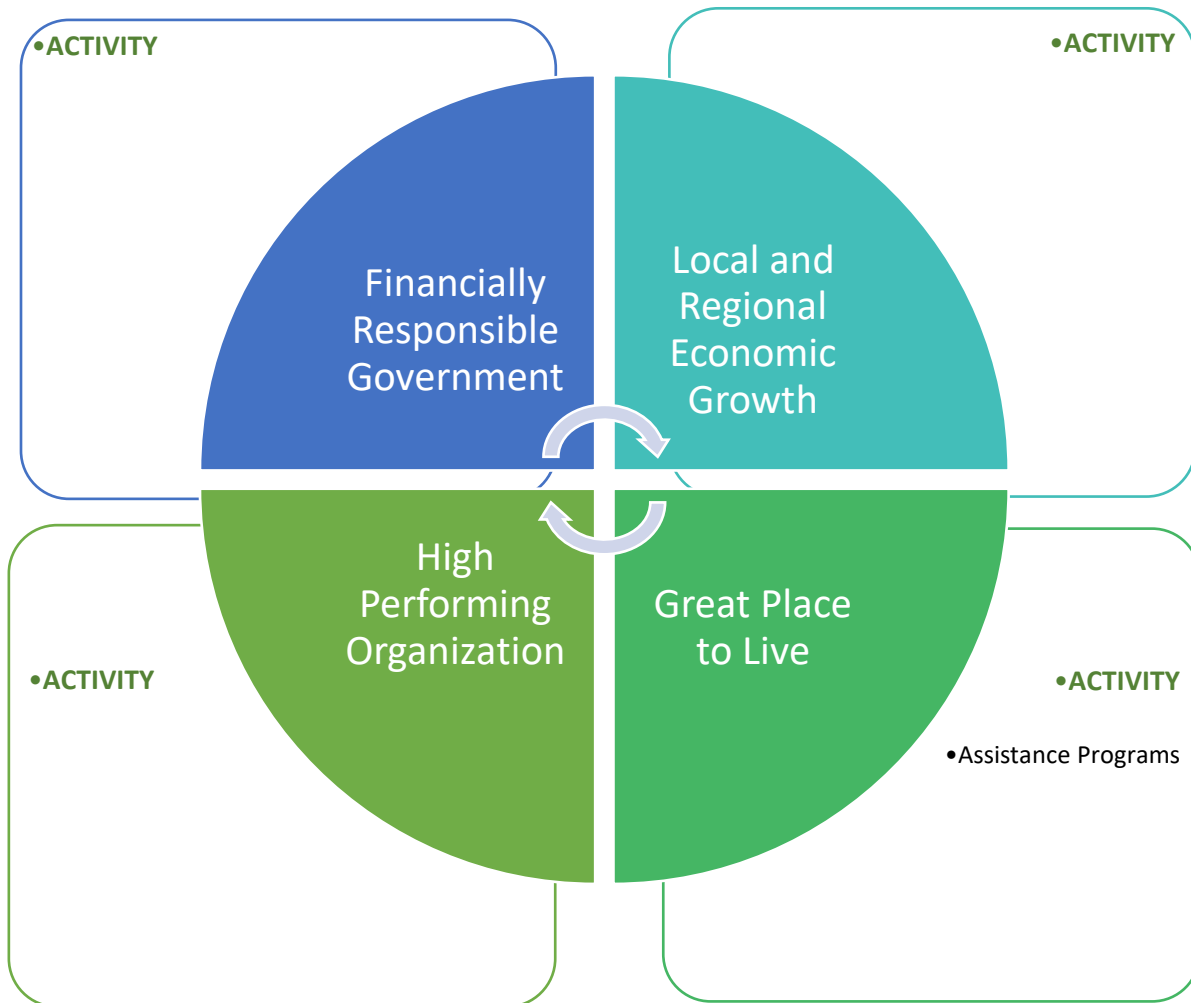 •ACTIVITY
•ACTIVITY
Financially
Responsible
Government
Local and
Regional
Economic
Growth
High
Performing
Organization
Great Place
to Live
•ACTIVITY
•ACTIVITY
•Assistance Programs